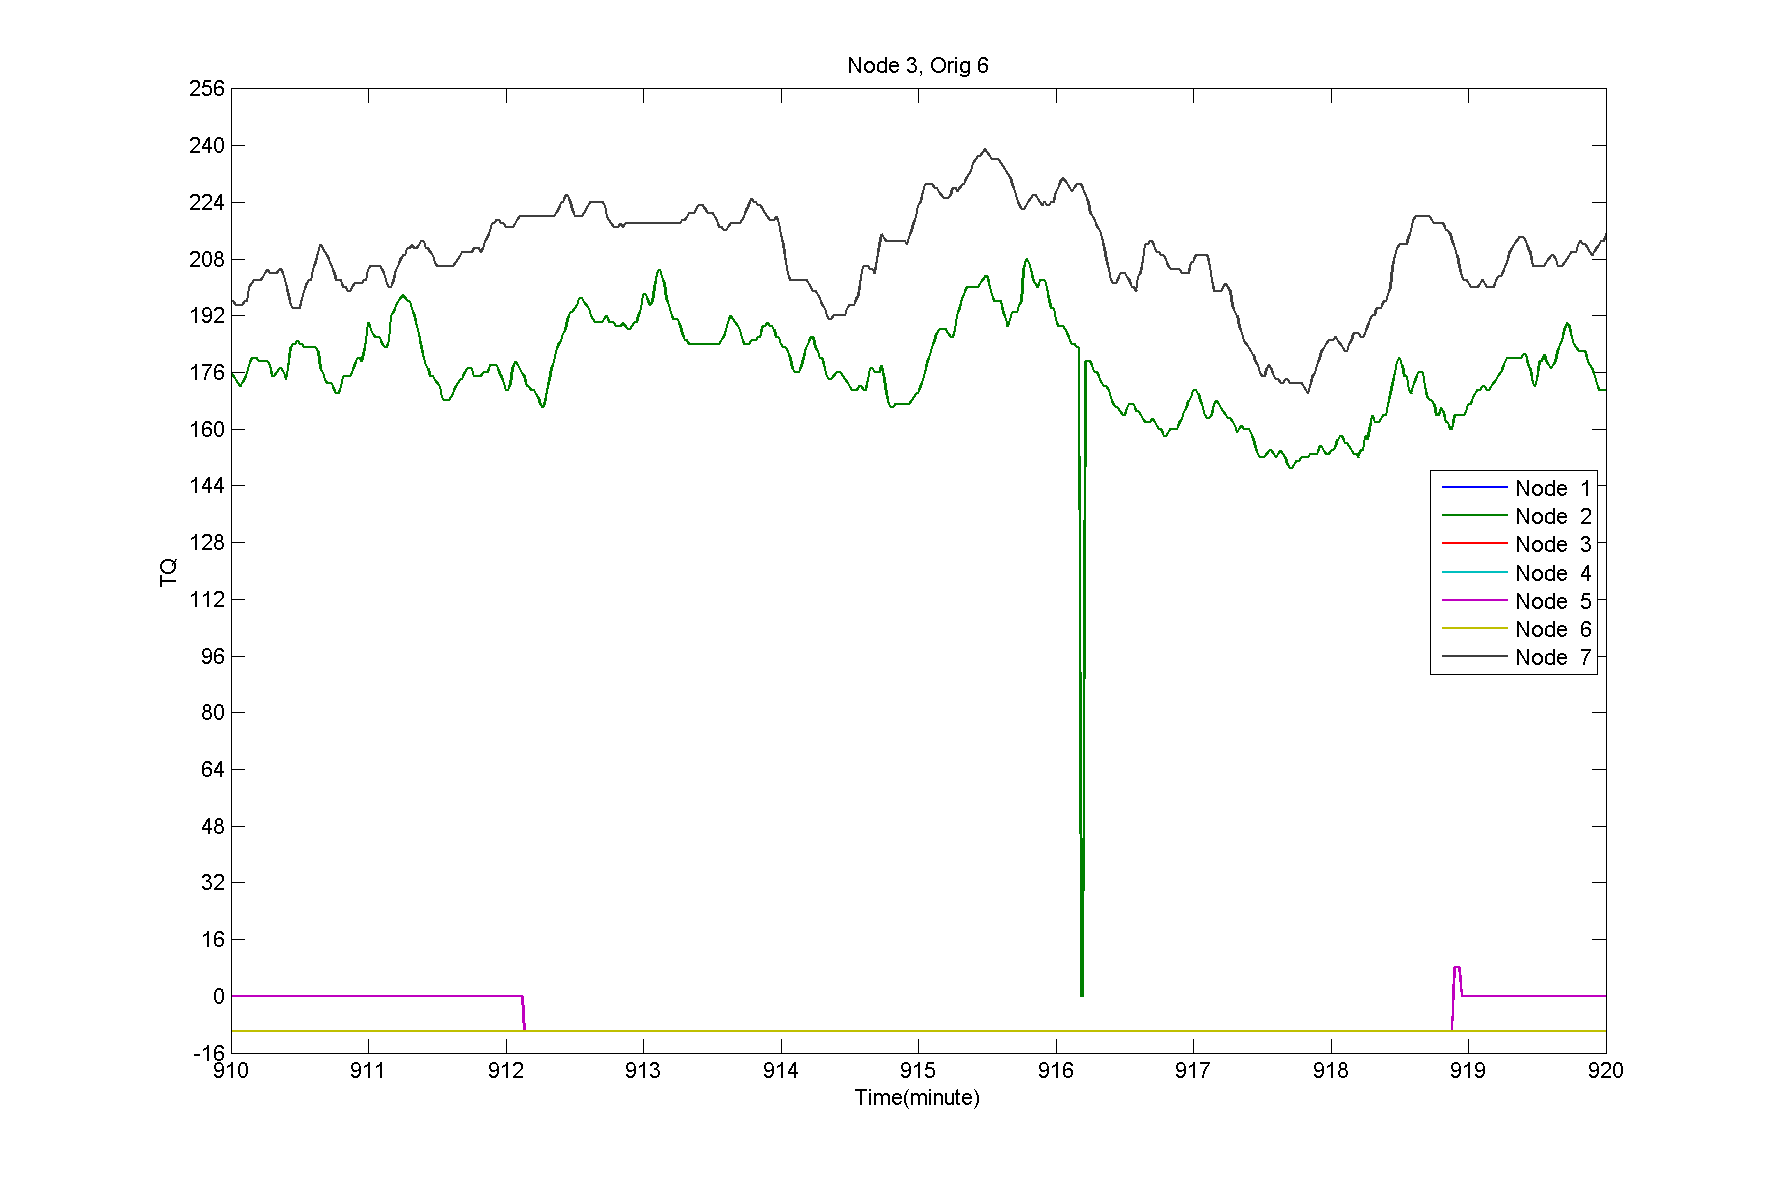 Node 3, Orig 6
256
240
224
208
192
176
160
144
128
112
96
80
64
48
32
16
0
-16
TQ
Node 1
Node 2
Node 3
Node 4
Node 5
Node 6
Node 7
910 911 912 913 914 915 916 917 918 919 920
Time(minute)